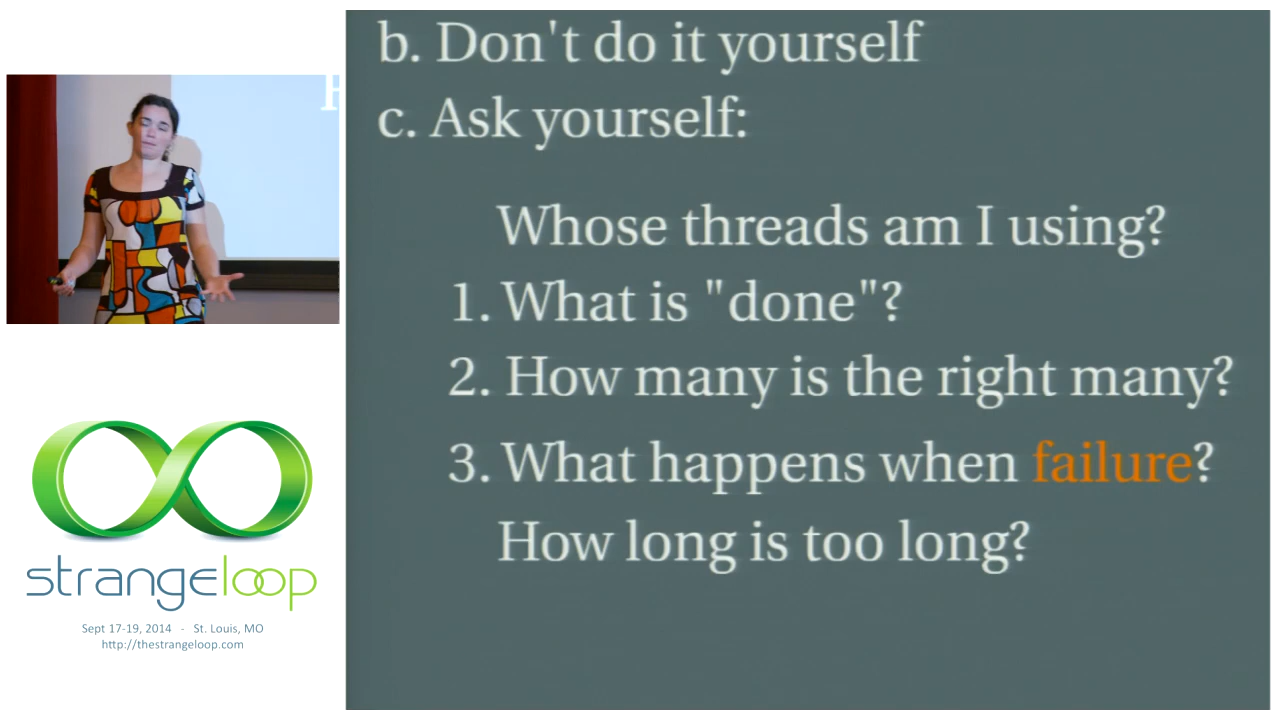 b. Don't do it yourself
c. Ask yourself:
Whose threads am I using?
1. What is "done"?
2. How many is the right many?
3. What happens when failure?
How long is too long?
strangeloop
Sept 17-19, 2014 - St. Louis, MO
http://thestrangeloop.com